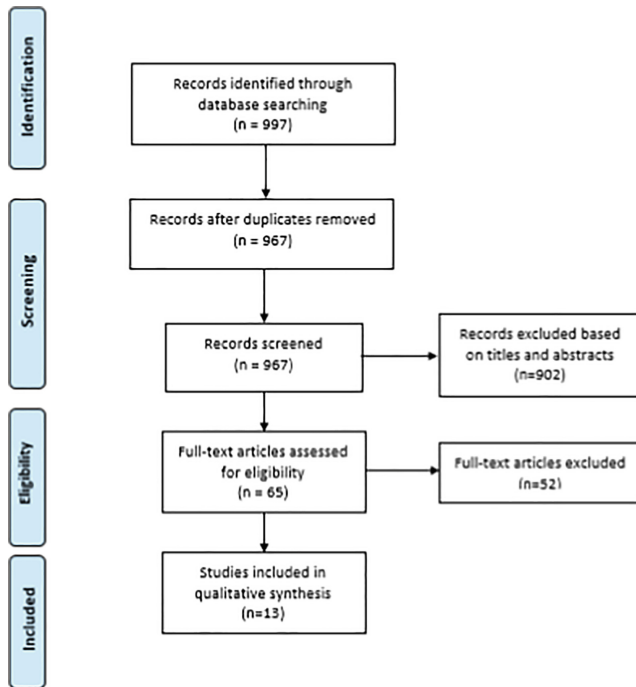 Identification
Records identified through
database searching
(n = 997)
Screening
Records after duplicates removed
(n = 967)
Records screened
(n = 967)
Records excluded based
on titles and abstracts
(n=902)
Eligibility
Full-text articles assessed
for eligibility
(n = 65)
Full-text articles excluded
(n=52)
Included
Studies included in
qualitative synthesis
(n=13)